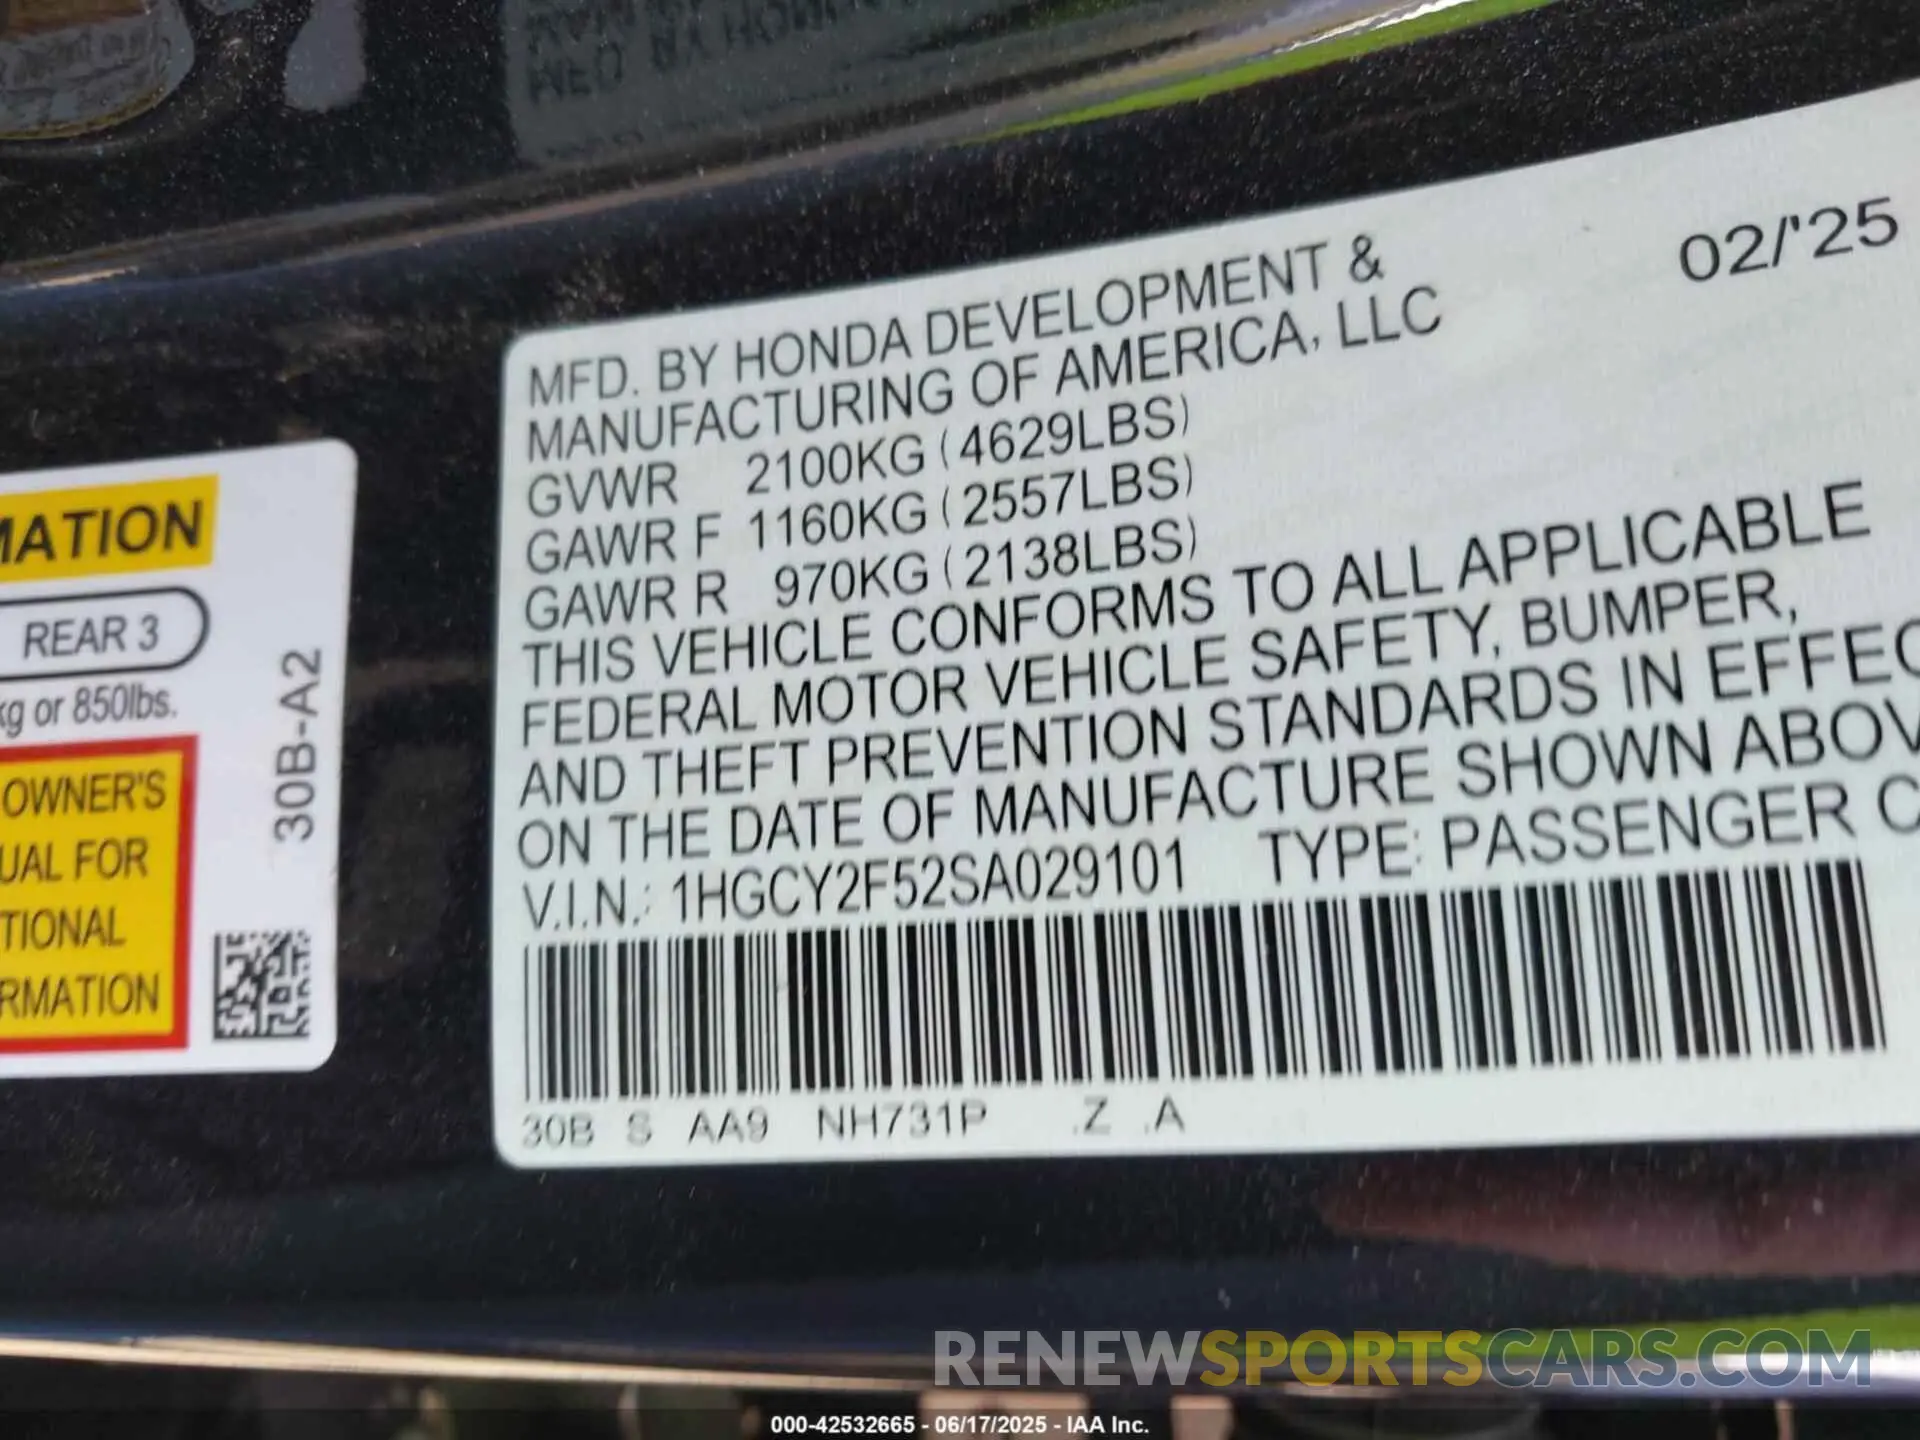 MFD. BY HONDA DEVELOPMENT & 02/'25
MANUFACTURING OF AMERICA, LLC
GVWR 2100KG (4629LBS)
GAWR F 1160KG (2557LBS)
GAWR R 970KG (2138LBS)
THIS VEHICLE CONFORMS TO ALL APPLICABLE
FEDERAL MOTOR VEHICLE SAFETY, BUMPER,
AND THEFT PREVENTION STANDARDS IN EFFEC
ON THE DATE OF MANUFACTURE SHOWN ABOV
V.I.N.: 1HGCY2F52SA029101 TYPE: PASSENGER C
30B S AA9 NH731P .Z .A
MATION
REAR 3
kg or 850lbs.
OWNER'S
UAL FOR
TIONAL
RMATION
30B-A2
RENEWSPORTSCARS.COM
000-42532665 - 06/17/2025 - IAA Inc.